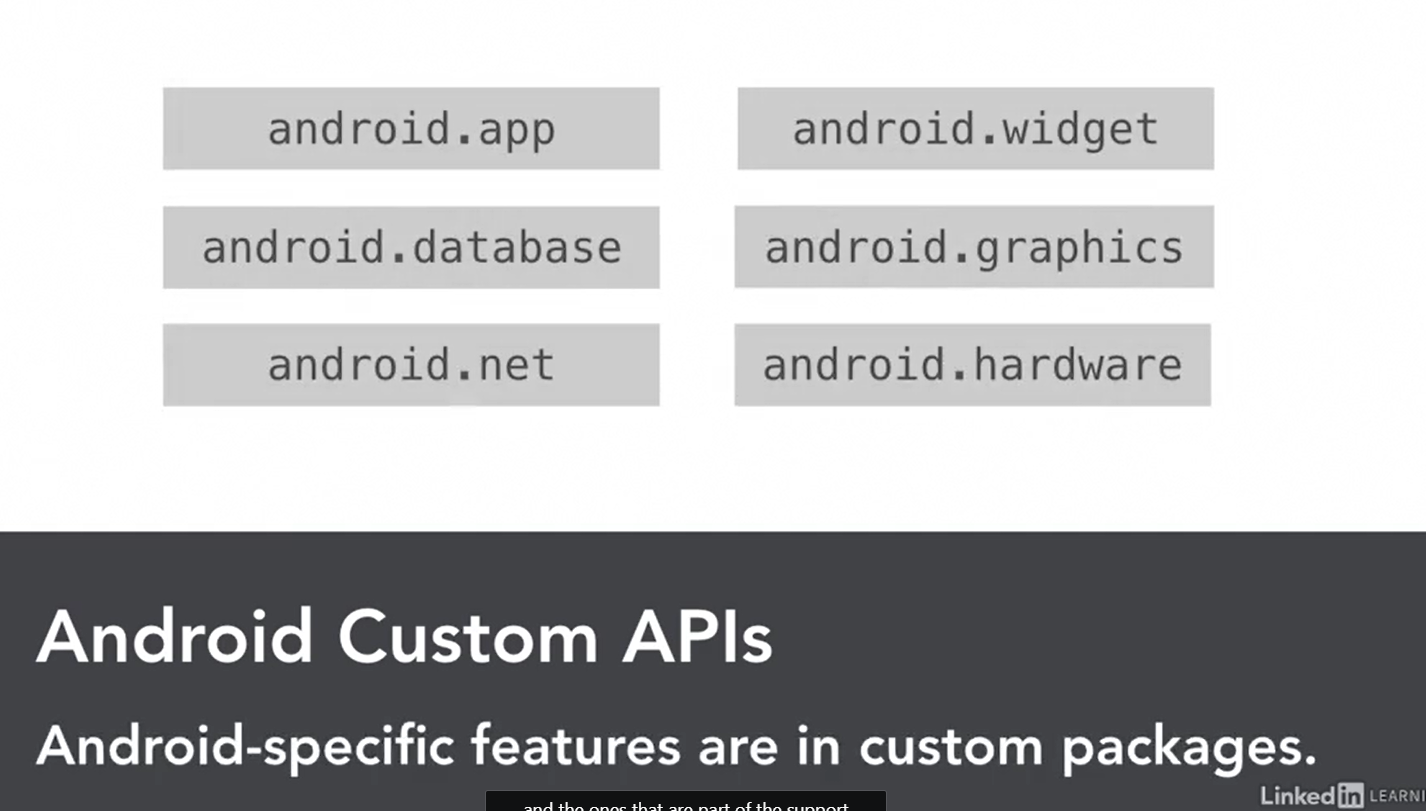 android.app
android.widget
android.database
android.graphics
android.net
android.hardware
Android Custom APIs
Android-specific features are in custom packages.
and the ones that are part of the support
Linked in LEARN